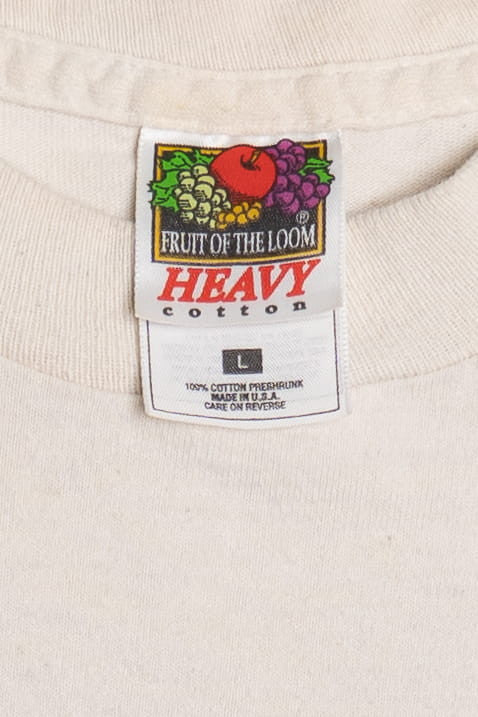 ®
FRUIT OF THE LOOM
HEAVY
cotton
L
100% COTTON PRESHRUNK
MADE IN U.S.A.
CARE ON REVERSE